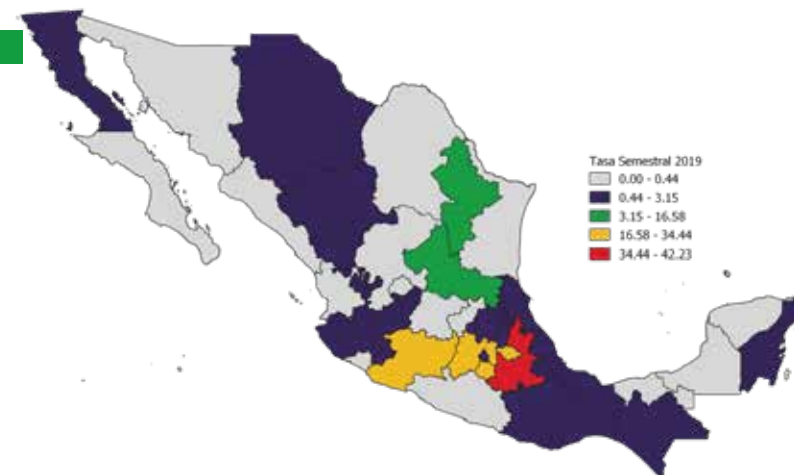 Tasa Semestral 2019
0.00 - 0.44
0.44 - 3.15
3.15 - 16.58
16.58 - 34.44
34.44 - 42.23